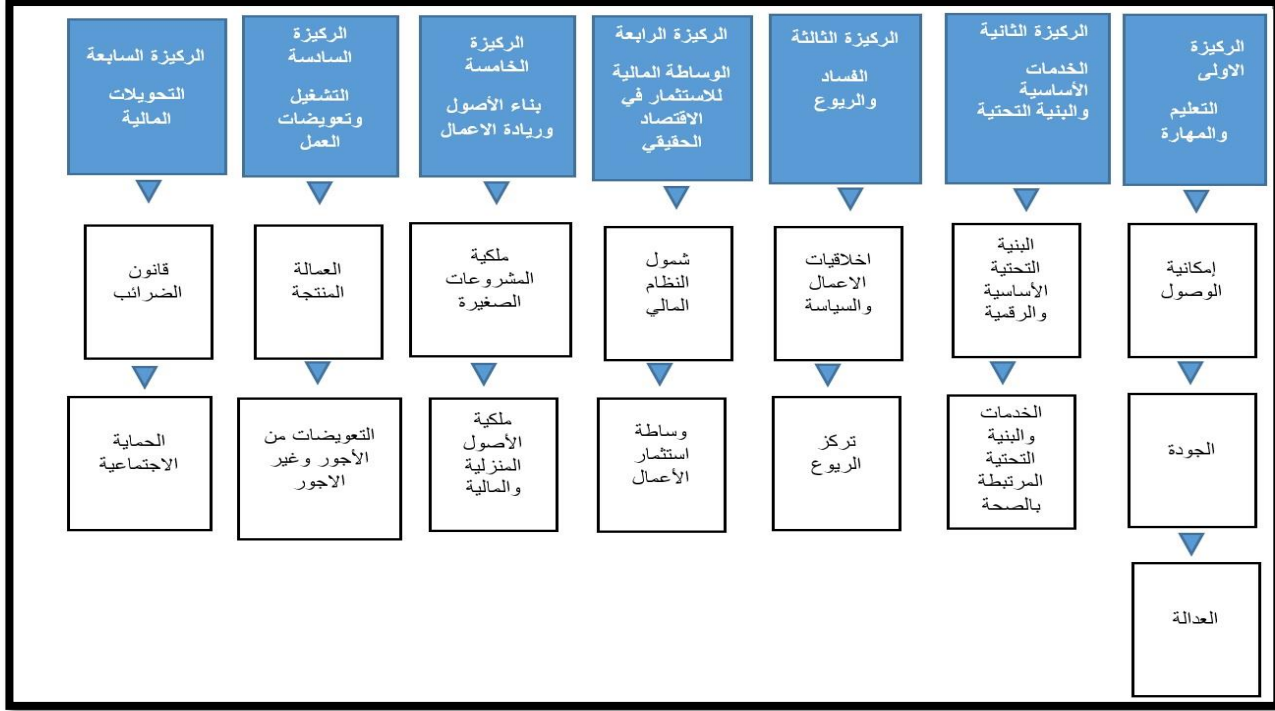 الركيزة
الاولى
التعليم
والمهارة
إمكانية
الوصول
الجودة
العدالة
الركيزة الثانية
الخدمات
الأساسية
والبنية التحتية
البنية
التحتية
الأساسية
والرقمية
الخدمات
والبنية
التحتية
المرتبطة
بالصحة
الركيزة الثالثة
الفساد
والريوع
اخلاقيات
الاعمال
والسياسة
تركز
الريوع
الركيزة الرابعة
الوساطة المالية
للاستثمار في
الاقتصاد
الحقيقي
شمول
النظام
المالي
وساطة
استثمار
الأعمال
الركيزة
الخامسة
بناء الأصول
وريادة الاعمال
ملكية
المشروعات
الصغيرة
ملكية
الأصول
المنزلية
والمالية
الركيزة
السادسة
التشغيل
وتعويضات
العمل
العمالة
المنتجة
التعويضات من
الأجور وغير
الاجور
الركيزة السابعة
التحويلات
المالية
قانون
الضرائب
الحماية
الاجتماعية